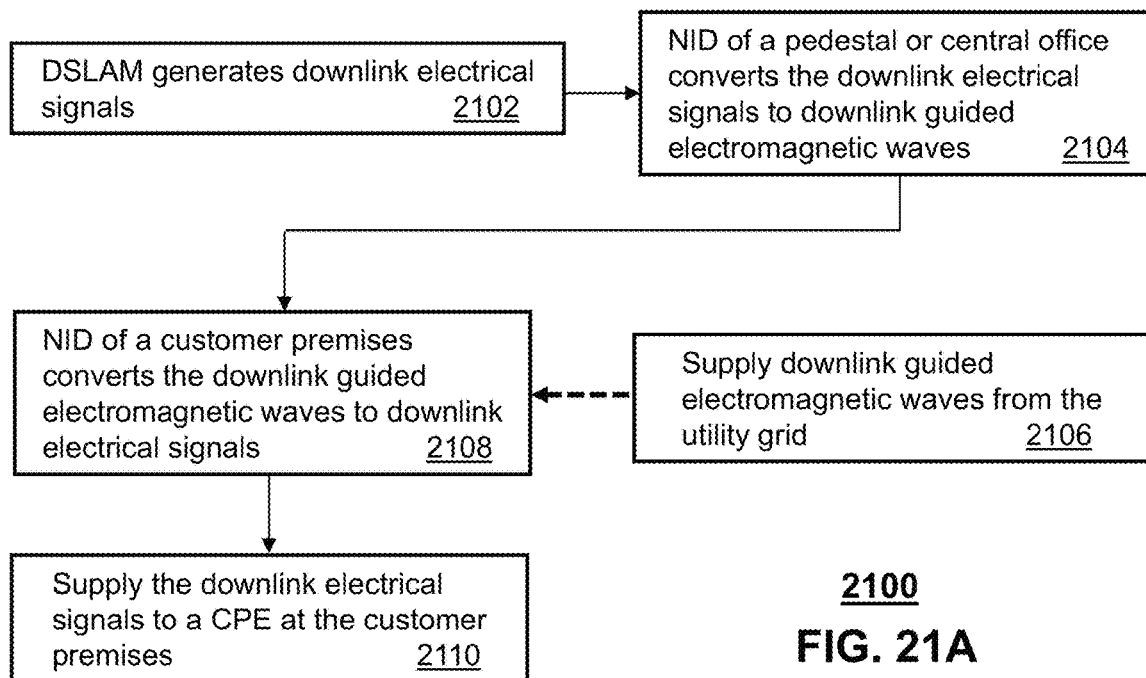 DSLAM generates downlink electrical
signals 2102
NID of a pedestal or central office
converts the downlink electrical
signals to downlink guided
electromagnetic waves 2104
NID of a customer premises
converts the downlink guided
electromagnetic waves to downlink
electrical signals 2108
Supply downlink guided
electromagnetic waves from the
utility grid 2106
Supply the downlink electrical
signals to a CPE at the customer
premises 2110
2100
FIG. 21A